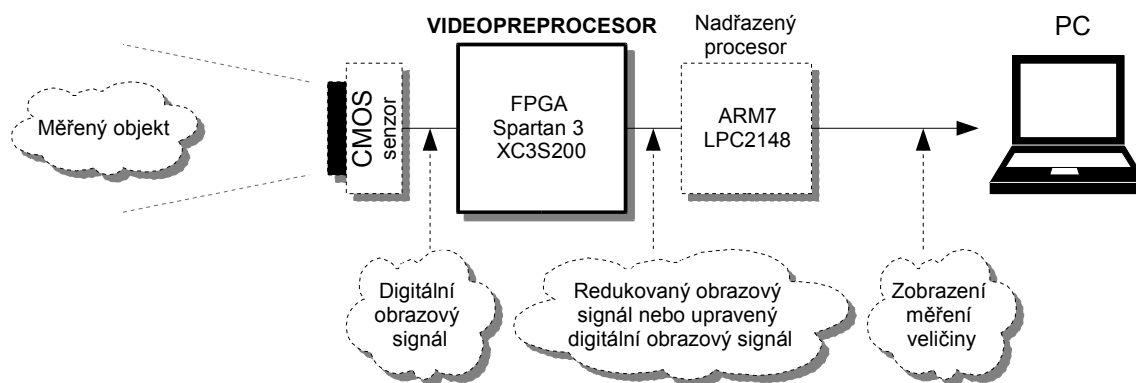 VIDEOPREPROCESOR
Nadřazený
procesor
PC
Měřený objekt
CMOS
senzor
FPGA
Spartan 3
XC3S200
ARM7
LPC2148
Digitální
obrazový
signál
Redukovaný obrazový
signál nebo upravený
digitální obrazový signál
Zobrazení
měření
veličiny